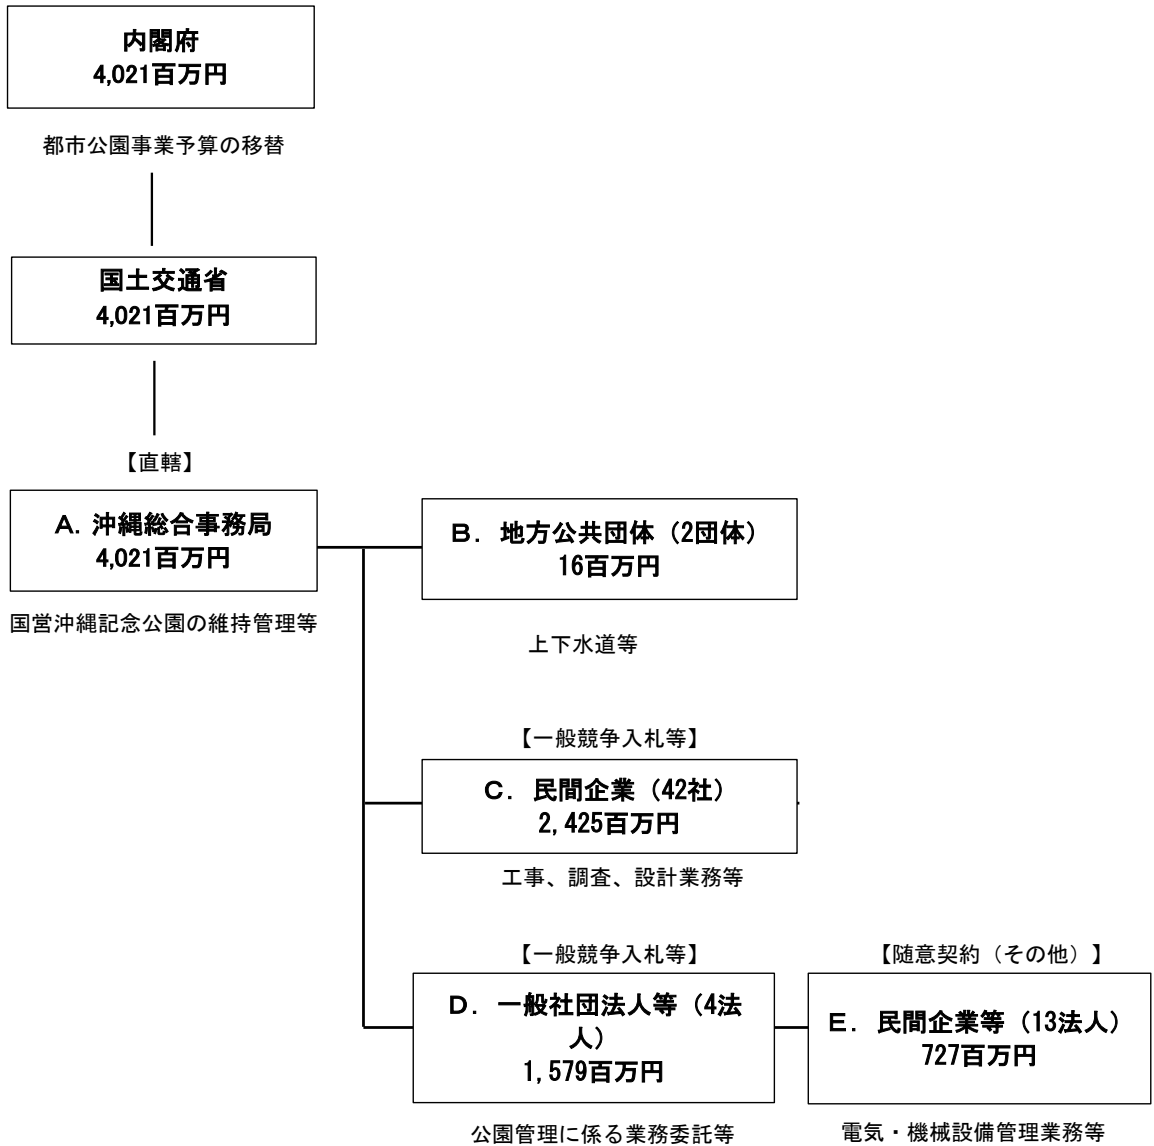 内閣府
4,021百万円
都市公園事業予算の移替
国土交通省
4,021百万円
【直轄】
A. 沖縄総合事務局
4,021百万円
国営沖縄記念公園の維持管理等
B. 地方公共団体（2団体）
16百万円
上下水道等
【一般競争入札等】
C. 民間企業（42社）
2,425百万円
工事、調査、設計業務等
【一般競争入札等】
D. 一般社団法人等（4法
人）
1,579百万円
公園管理に係る業務委託等
【随意契約（その他）】
E. 民間企業等（13法人）
727百万円
電気・機械設備管理業務等